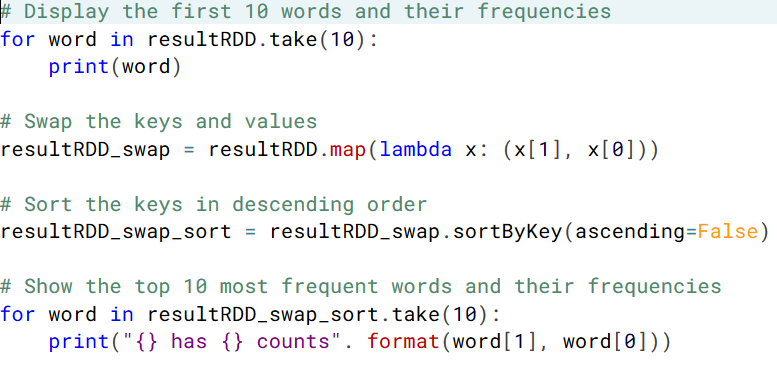 # Display the first 10 words and their frequencies
for word in resultRDD.take(10):
    print(word)
# Swap the keys and values
resultRDD_swap = resultRDD.map(lambda x: (x[1], x[0]))
# Sort the keys in descending order
resultRDD_swap_sort = resultRDD_swap.sortByKey(ascending=False)
# Show the top 10 most frequent words and their frequencies
for word in resultRDD_swap_sort.take(10):
    print("{} has {} counts". format(word[1], word[0]))